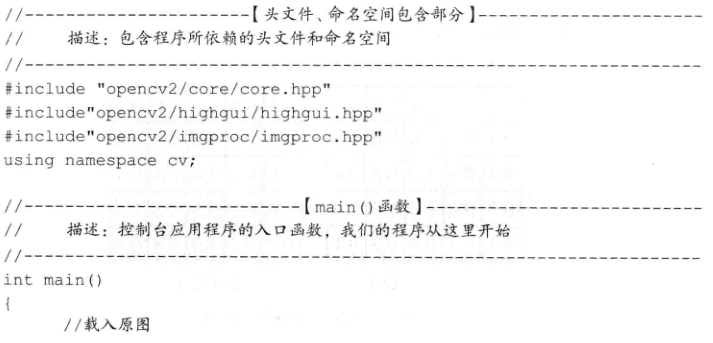 //-----------------------【头文件、命名空间包含部分】-----------------------
//      描述：包含程序所依赖的头文件和命名空间
//------------------------------------------------------------------------
#include "opencv2/core/core.hpp"
#include"opencv2/highgui/highgui.hpp"
#include"opencv2/imgproc/imgproc.hpp"
using namespace cv;
//----------------------------【main()函数】----------------------------
//      描述：控制台应用程序的入口函数，我们的程序从这里开始
//------------------------------------------------------------------------
int main()
{
//载入原图